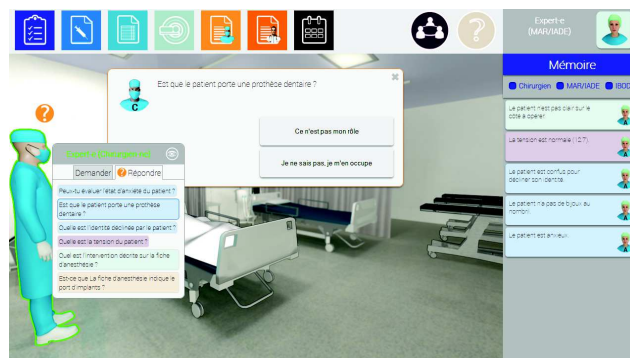 Expert-e
(MAR/IADE)
Mémoire
Chirurgien MAR/IADE IBOD
Le patient n'est pas clair sur le
côté à opérer.
La tension est normale (12,7).
Le patient est confus pour
décliner son identité.
Le patient n'a pas de bijoux au
nombril.
Le patient est anxieux.
Est que le patient porte une prothèse dentaire ?
C
Ce n'est pas mon rôle
Je ne sais pas, je m'en occupe
Demander Répondre
Peux-tu évaluer l'état d'anxiété du patient ?
Est que le patient porte une prothèse
dentaire ?
Quelle est l'identité déclinée par le patient ?
Quelle est la tension du patient ?
Quel est l'intervention décrite sur la fiche
d'anesthésie ?
Est-ce que La fiche d'anesthésie indique le
port d'implants ?